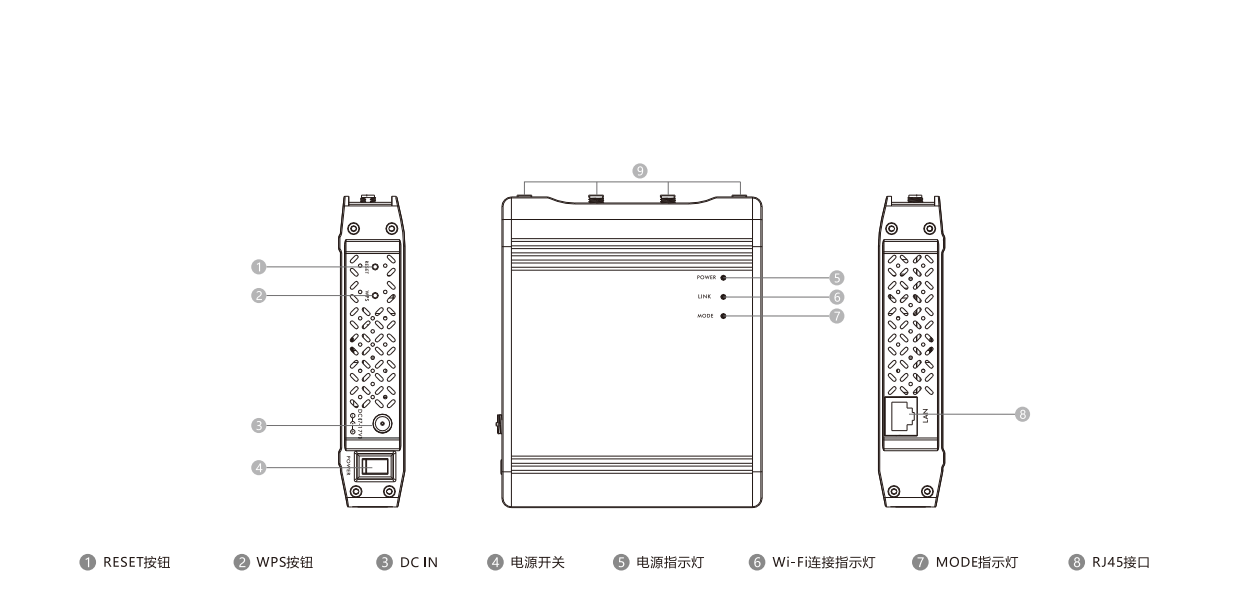 9
POWER
LINK
MODE
5
6
7
1
RESET
2
WPS
3
4
POWER
LAN
8
1 RESET按钮
2 WPS按钮
3 DC IN
4 电源开关
5 电源指示灯
6 Wi-Fi连接指示灯
7 MODE指示灯
8 RJ45接口